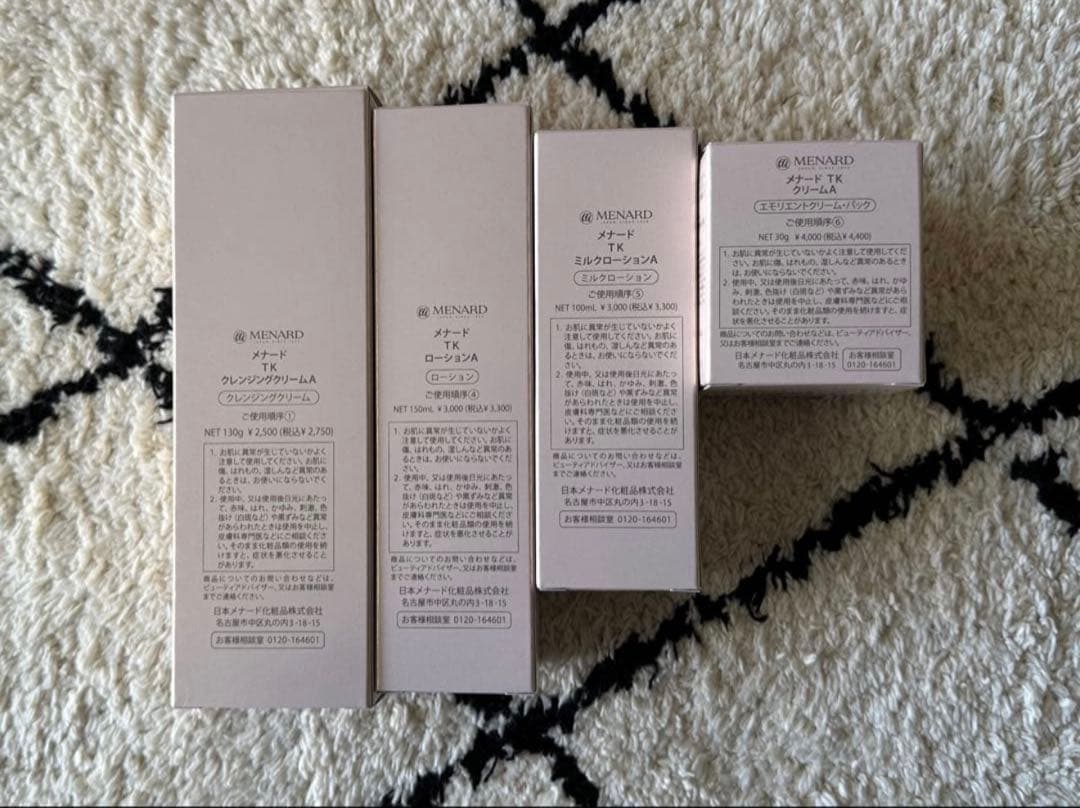 MENARD
JAPAN SINCE 1959
メナード
TK
クレンジングクリームA
クレンジングクリーム
ご使用順序①
NET 130g ¥2,500(税込¥2,750)
1. お肌に異常が生じていないかよく
注意して使用してください。お肌に
傷、はれもの、湿しんなど異常のあ
るときは、お使いにならないでくだ
さい。
2. 使用中、又は使用後日光にあたっ
て、赤味、はれ、かゆみ、刺激、色
抜け(白斑など)や黒ずみなど異常
があらわれたときは使用を中止し、
皮膚科専門医などにご相談くださ
い。そのまま化粧品類の使用を続
けますと、症状を悪化させること
があります。
商品についてのお問い合わせなどは、
ビューティアドバイザー、又はお客様相談室
までご連絡ください。
日本メナード化粧品株式会社
名古屋市中区丸の内3-18-15
お客様相談室 0120-164601
MENARD
JAPAN SINCE 1959
メナード
TK
ローションA
ローション
ご使用順序④
NET 150mL ¥3,000(税込¥3,300)
1. お肌に異常が生じていないかよく
注意して使用してください。お肌に
傷、はれもの、湿しんなど異常のあ
るときは、お使いにならないでください。
2. 使用中、又は使用後日光にあたっ
て、赤味、はれ、かゆみ、刺激、色
抜け(白斑など)や黒ずみなど異常
があらわれたときは使用を中止し、
皮膚科専門医などにご相談くださ
い。そのまま化粧品類の使用を続
けますと、症状を悪化させることが
あります。
商品についてのお問い合わせなどは、
ビューティアドバイザー、又はお客様相談室
までご連絡ください。
日本メナード化粧品株式会社
名古屋市中区丸の内3-18-15
お客様相談室 0120-164601
MENARD
JAPAN SINCE 1959
メナード
TK
ミルクローションA
ミルクローション
ご使用順序⑤
NET 100mL ¥3,000(税込¥3,300)
1. お肌に異常が生じていないかよく
注意して使用してください。お肌に
傷、はれもの、湿しんなど異常のあ
るときは、お使いにならないでくだ
さい。
2. 使用中、又は使用後日光にあたっ
て、赤味、はれ、かゆみ、刺激、色
抜け(白斑など)や黒ずみなど異常
があらわれたときは使用を中止し、
皮膚科専門医などにご相談くださ
い。そのまま化粧品類の使用を続
けますと、症状を悪化させることが
あります。
商品についてのお問い合わせなどは、
ビューティアドバイザー、又はお客様相談室
までご連絡ください。
日本メナード化粧品株式会社
名古屋市中区丸の内3-18-15
お客様相談室 0120-164601
MENARD
JAPAN SINCE 1959
メナード TK
クリームA
エモリエントクリーム・パック
ご使用順序⑥
NET 30g ¥4,000(税込¥4,400)
1. お肌に異常が生じていないかよく注意して使用してくだ
さい。お肌に傷、はれもの、湿しんなど異常のあるときは
は、お使いにならないでください。
2. 使用中、又は使用後日光にあたって、赤味、はれ、かゆ
み、刺激、色抜け(白斑など)や黒ずみなど異常があら
われたときは使用を中止し、皮膚科専門医などにご相談
ください。そのまま化粧品類の使用を続けますと、症
状を悪化させることがあります。
商品についてのお問い合わせなどは、ビューティアドバイザー、
又はお客様相談室までご連絡ください。
日本メナード化粧品株式会社
名古屋市中区丸の内3-18-15
お客様相談室
0120-164601